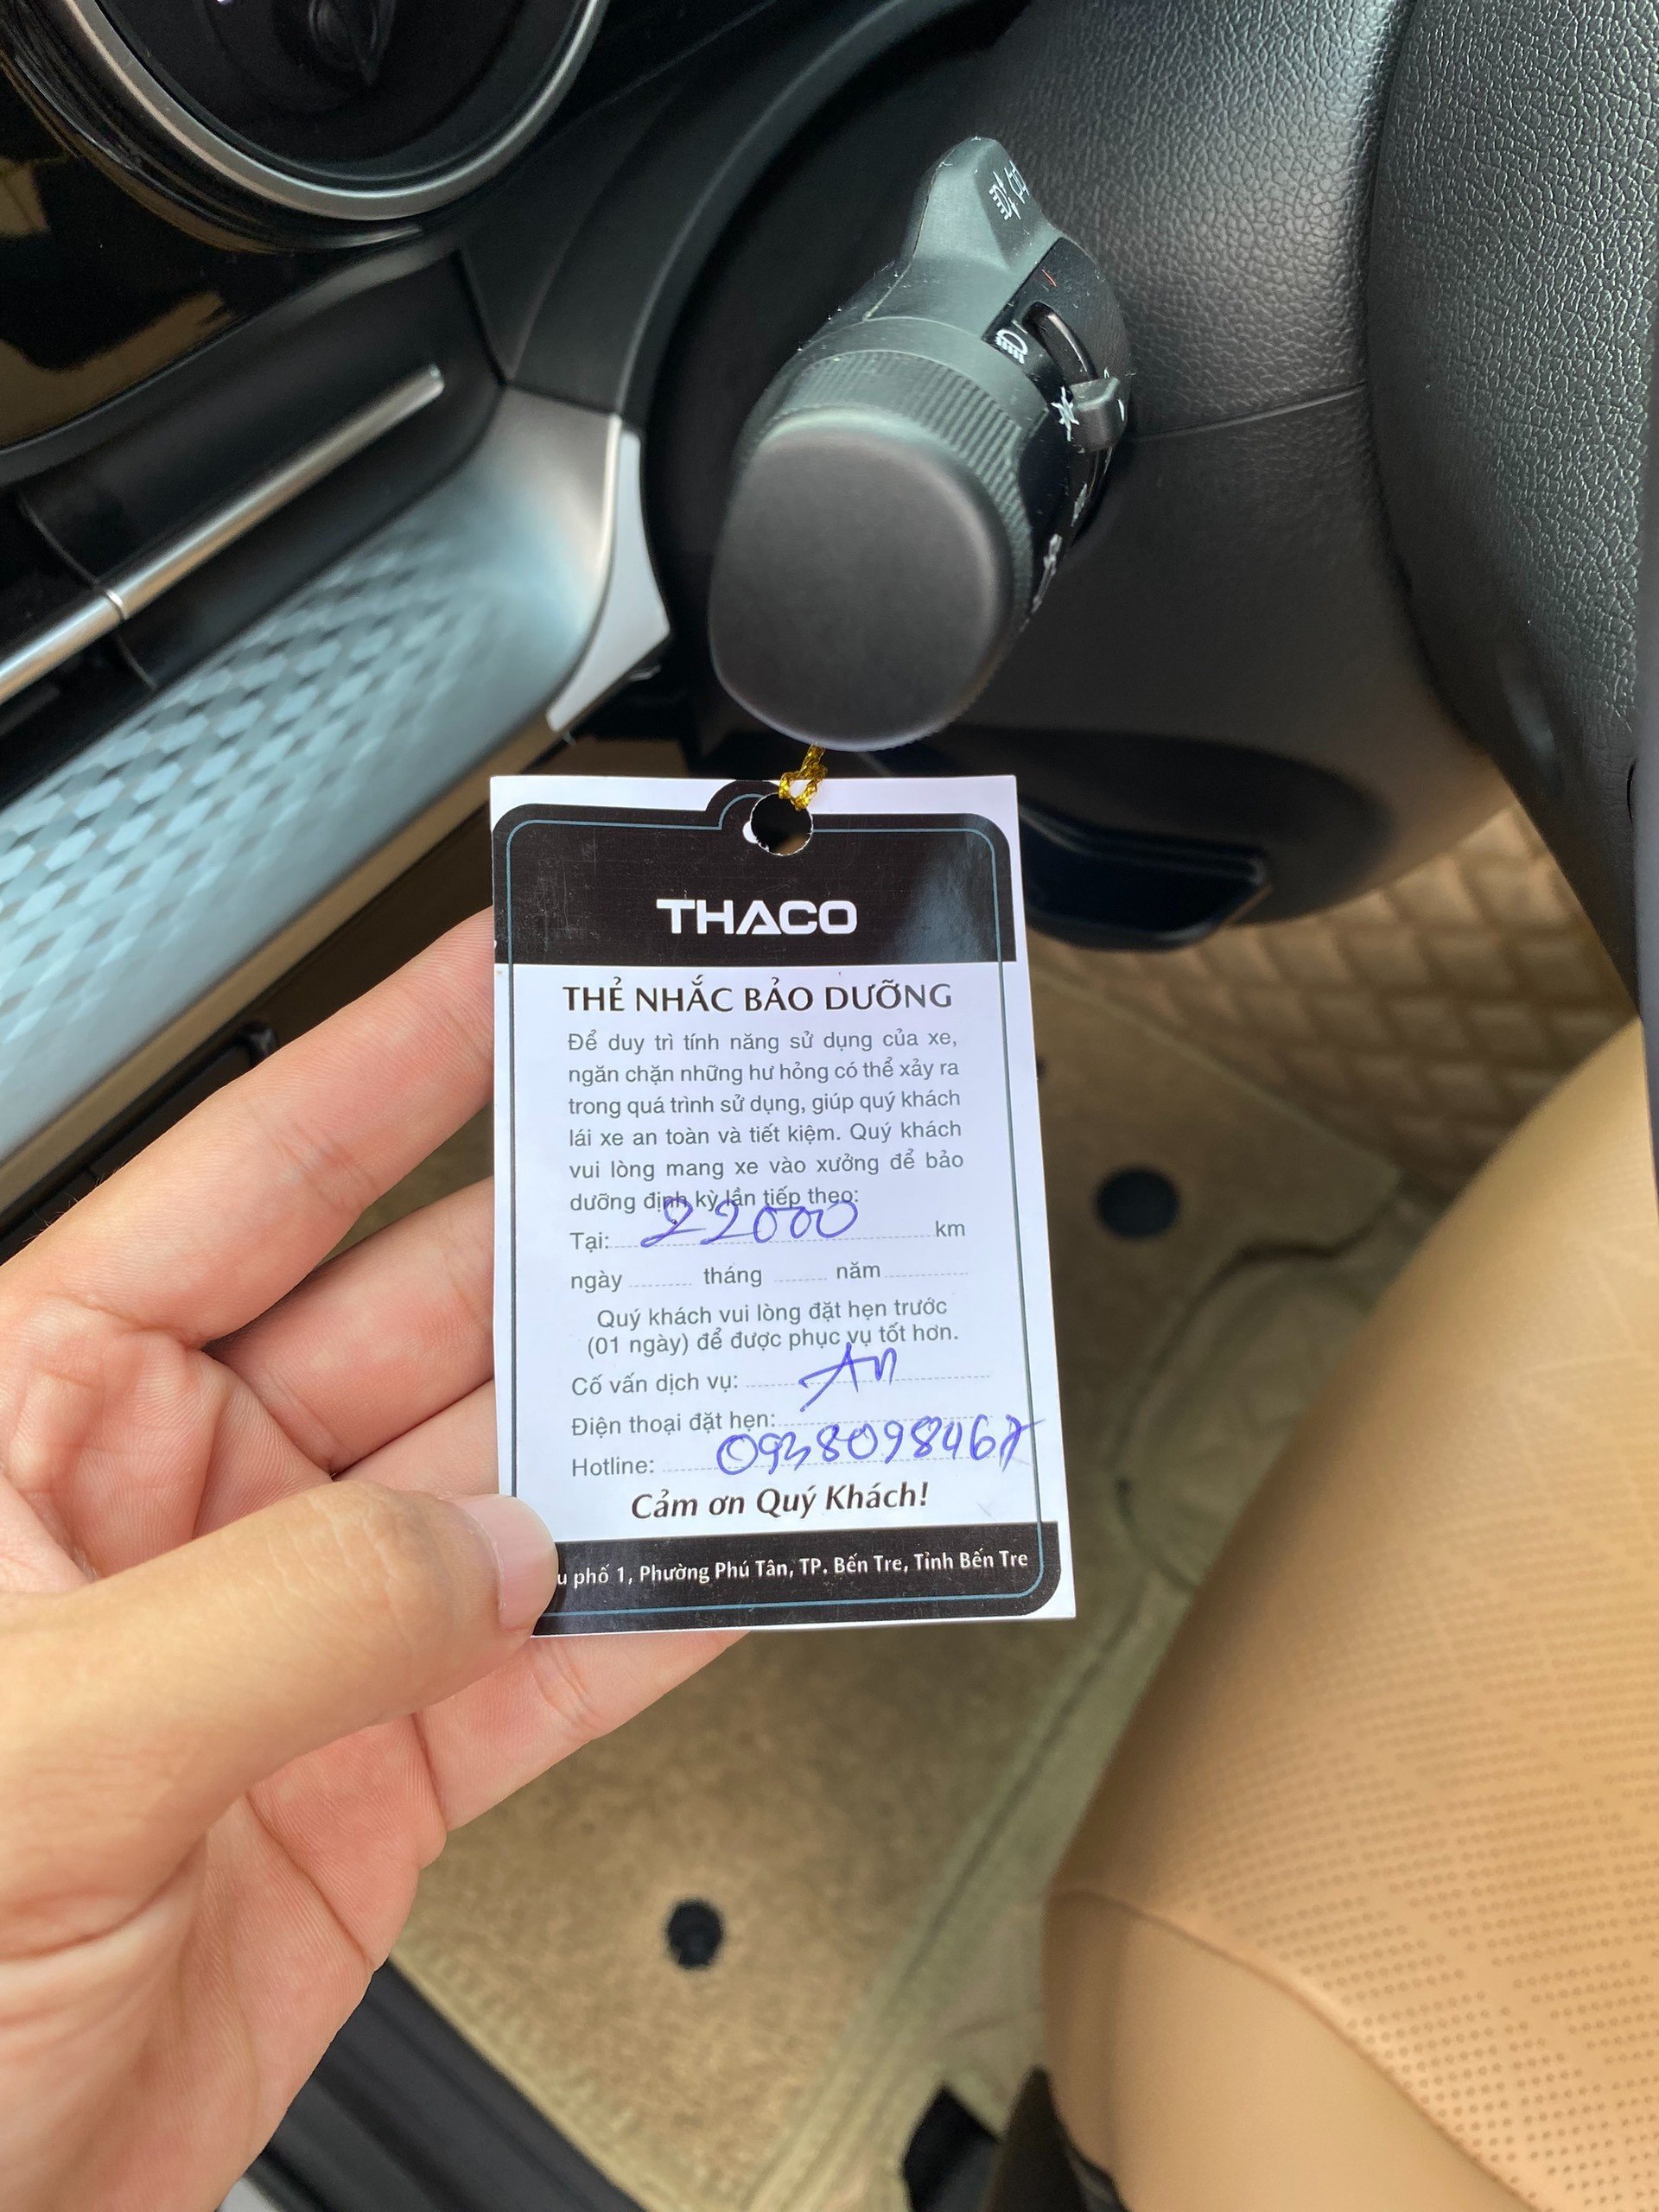 THACO
THẺ NHẮC BẢO DƯỠNG
Để duy trì tính năng sử dụng của xe,
ngăn chặn những hư hỏng có thể xảy ra
trong quá trình sử dụng, giúp quý khách
lái xe an toàn và tiết kiệm. Quý khách
vui lòng mang xe vào xưởng để bảo
dưỡng định kỳ lần tiếp theo:
Tại: 22000 km
ngày tháng năm
Quý khách vui lòng đặt hẹn trước
(01 ngày) để được phục vụ tốt hơn.
Cố vấn dịch vụ: An
Điện thoại đặt hẹn:
Hotline: 0938098467
Cảm ơn Quý Khách!
phố 1, Phường Phú Tân, TP. Bến Tre, Tỉnh Bến Tre